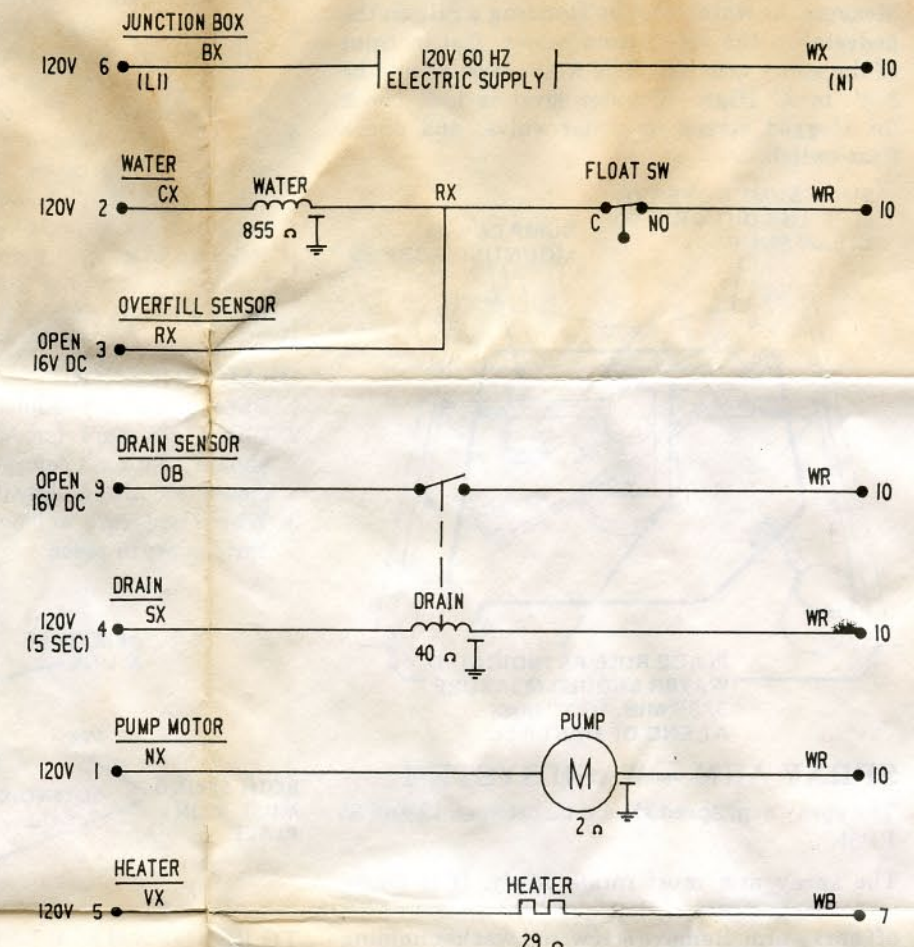 JUNCTION BOX
120V 6 BX 120V 60 HZ WX 10
(L1) ELECTRIC SUPPLY (N)
WATER
120V 2 CX WATER RX FLOAT SW WR 10
855 Ω C NO
OVERFILL SENSOR
OPEN 3 RX
16V DC
DRAIN SENSOR
OPEN 9 OB WR 10
16V DC
DRAIN
120V 4 SX DRAIN WR 10
(5 SEC)
40 Ω
PUMP MOTOR PUMP
120V 1 NX M WR 10
2 Ω
HEATER HEATER
120V 5 VX WB 7
29 Ω